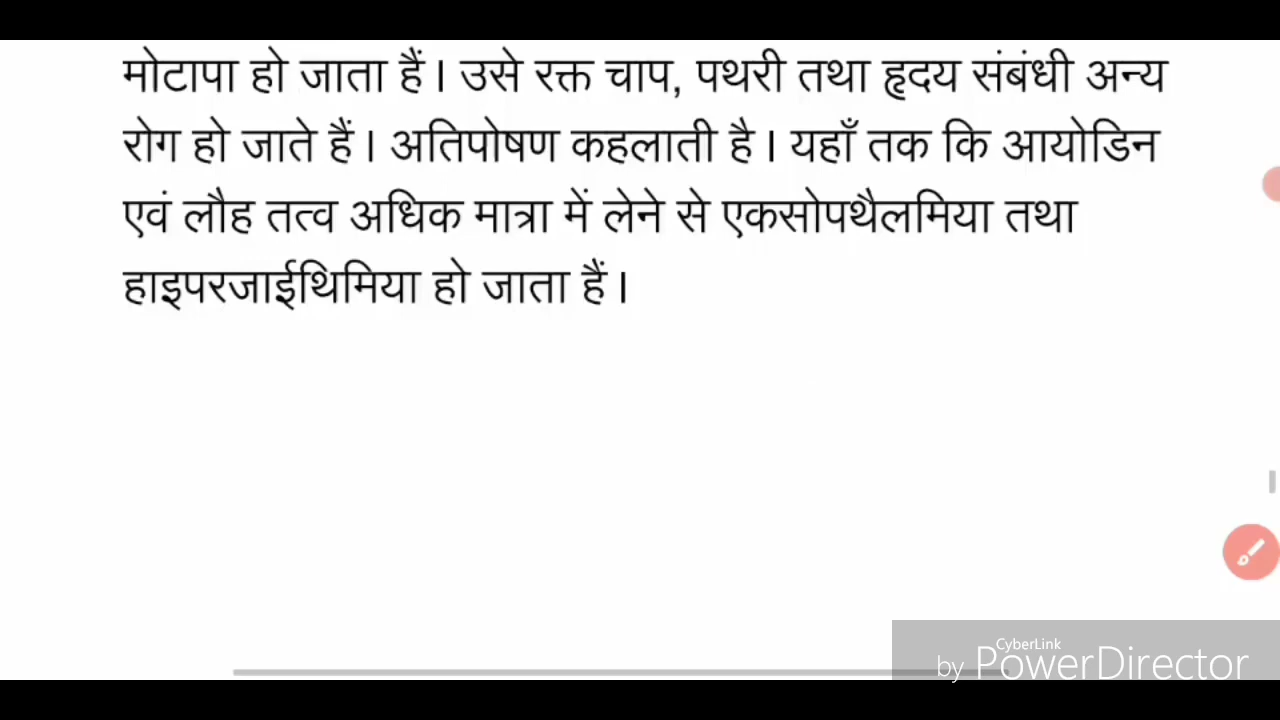 मोटापा हो जाता हैं। उसे रक्त चाप, पथरी तथा हृदय संबंधी अन्य
रोग हो जाते हैं। अतिपोषण कहलाती है। यहाँ तक कि आयोडिन
एवं लौह तत्व अधिक मात्रा में लेने से एकसोपथैलमिया तथा
हाइपरजाईथिमिया हो जाता हैं।
CyberLink
by PowerDirector